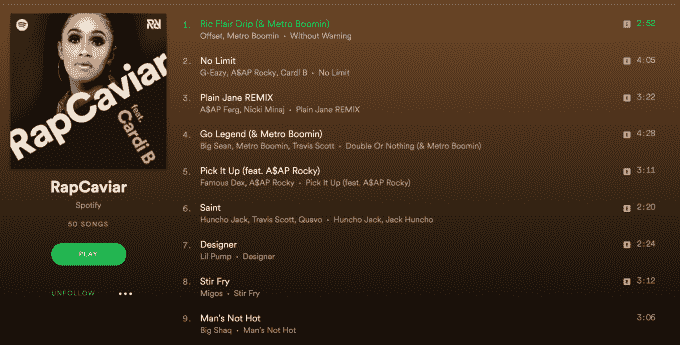 RapCaviar
feat.
Cardi B
RapCaviar
Spotify
50 SONGS
PLAY
UNFOLLOW
1. Ric Flair Drip (& Metro Boomin) E 2:52
Offset, Metro Boomin • Without Warning
2. No Limit E 4:05
G-Eazy, A$AP Rocky, Cardi B • No Limit
3. Plain Jane REMIX E 3:22
A$AP Ferg, Nicki Minaj • Plain Jane REMIX
4. Go Legend (& Metro Boomin) E 4:28
Big Sean, Metro Boomin, Travis Scott • Double Or Nothing (& Metro Boomin)
5. Pick It Up (feat. A$AP Rocky) E 3:11
Famous Dex, A$AP Rocky • Pick It Up (feat. A$AP Rocky)
6. Saint E 2:20
Huncho Jack, Travis Scott, Quavo • Huncho Jack, Jack Huncho
7. Designer E 2:24
Lil Pump • Designer
8. Stir Fry E 3:12
Migos • Stir Fry
9. Man's Not Hot 3:06
Big Shaq • Man's Not Hot